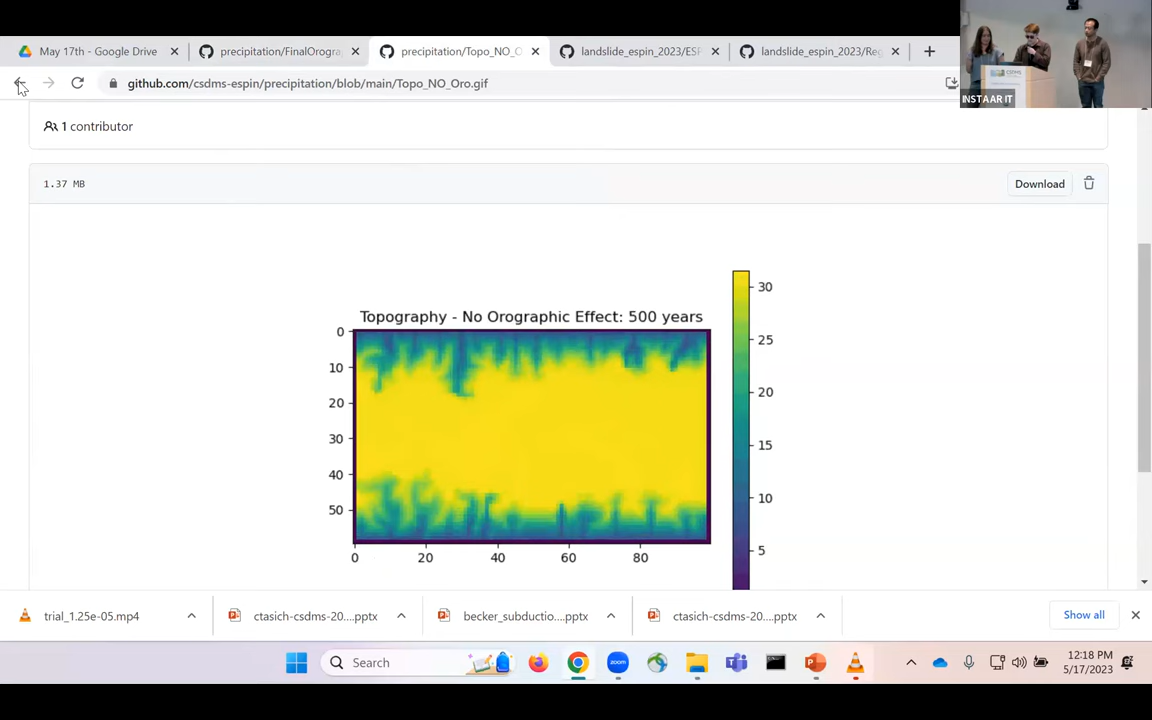 May 17th - Google Drive
precipitation/FinalOrogra
precipitation/Topo_NO_O
landslide_espin_2023/ESP
landslide_espin_2023/Reg
github.com/csdms-espin/precipitation/blob/main/Topo_NO_Oro.gif
INSTAAR IT
1 contributor
1.37 MB
Download
Topography - No Orographic Effect: 500 years
0
10
20
30
40
50
0
20
40
60
80
30
25
20
15
10
5
trial_1.25e-05.mp4
ctasich-csdms-20....pptx
becker_subductio....pptx
ctasich-csdms-20....pptx
Show all
Search
zoom
12:18 PM
5/17/2023